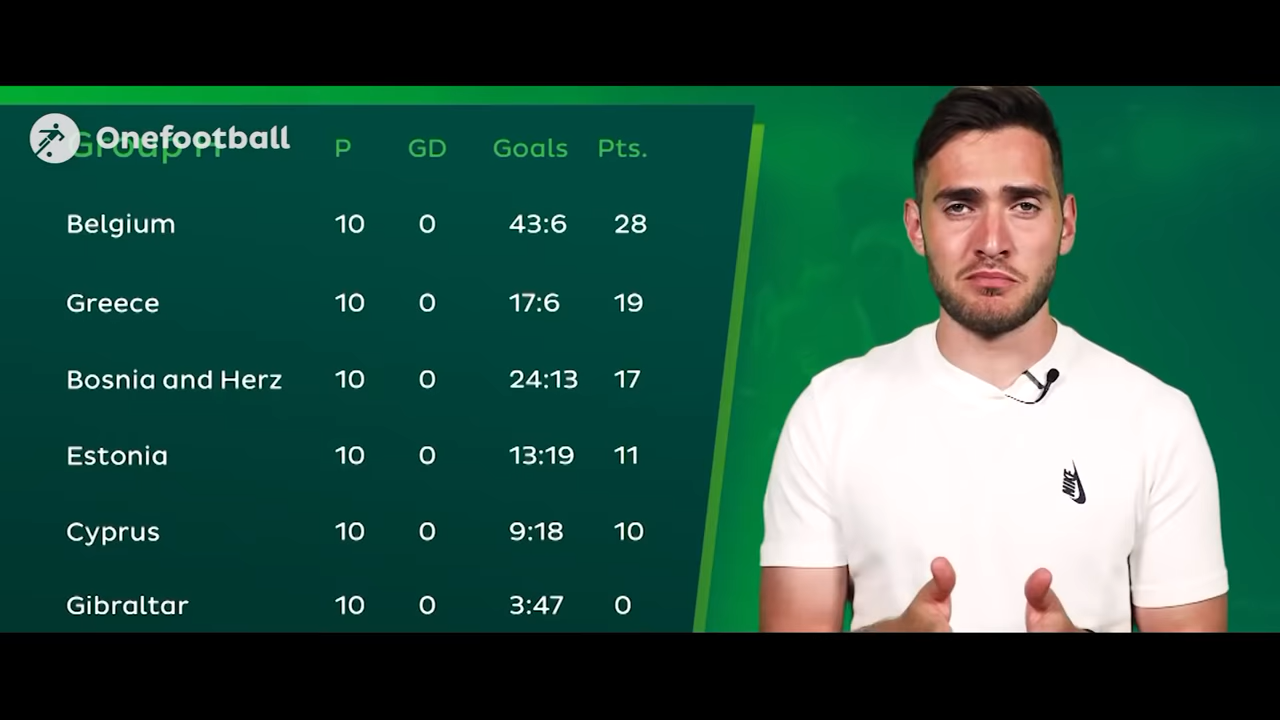 Onefootball
Group H P GD Goals Pts.
Belgium 10 0 43:6 28
Greece 10 0 17:6 19
Bosnia and Herz 10 0 24:13 17
Estonia 10 0 13:19 11
Cyprus 10 0 9:18 10
Gibraltar 10 0 3:47 0
NIKE